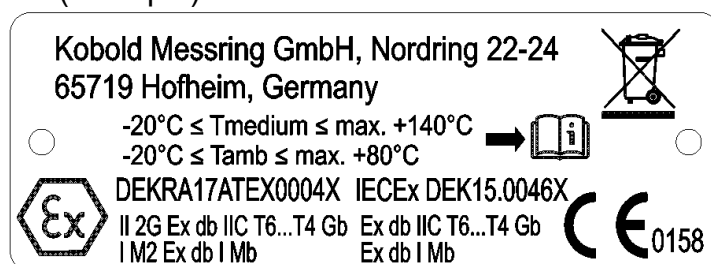 Kobold Messring GmbH, Nordring 22-24
65719 Hofheim, Germany
-20°C ≤ Tmedium ≤ max. +140°C
-20°C ≤ Tamb ≤ max. +80°C
i
Ex
DEKRA17ATEX0004X IECEx DEK15.0046X
II 2G Ex db IIC T6...T4 Gb Ex db IIC T6...T4 Gb
I M2 Ex db I Mb Ex db I Mb
CE 0158